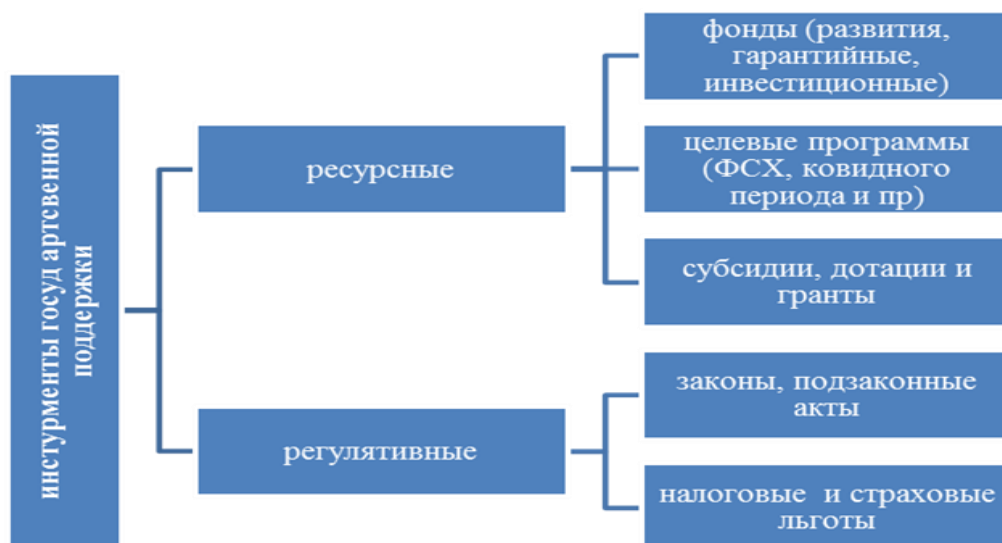 инстурменты госуд артсвенной
поддержки
ресурсные
фонды (развития,
гарантийные,
инвестиционные)
целевые программы
(ФСХ, ковидного
периода и пр)
субсидии, дотации и
гранты
регулятивные
законы, подзаконные
акты
налоговые и страховые
льготы